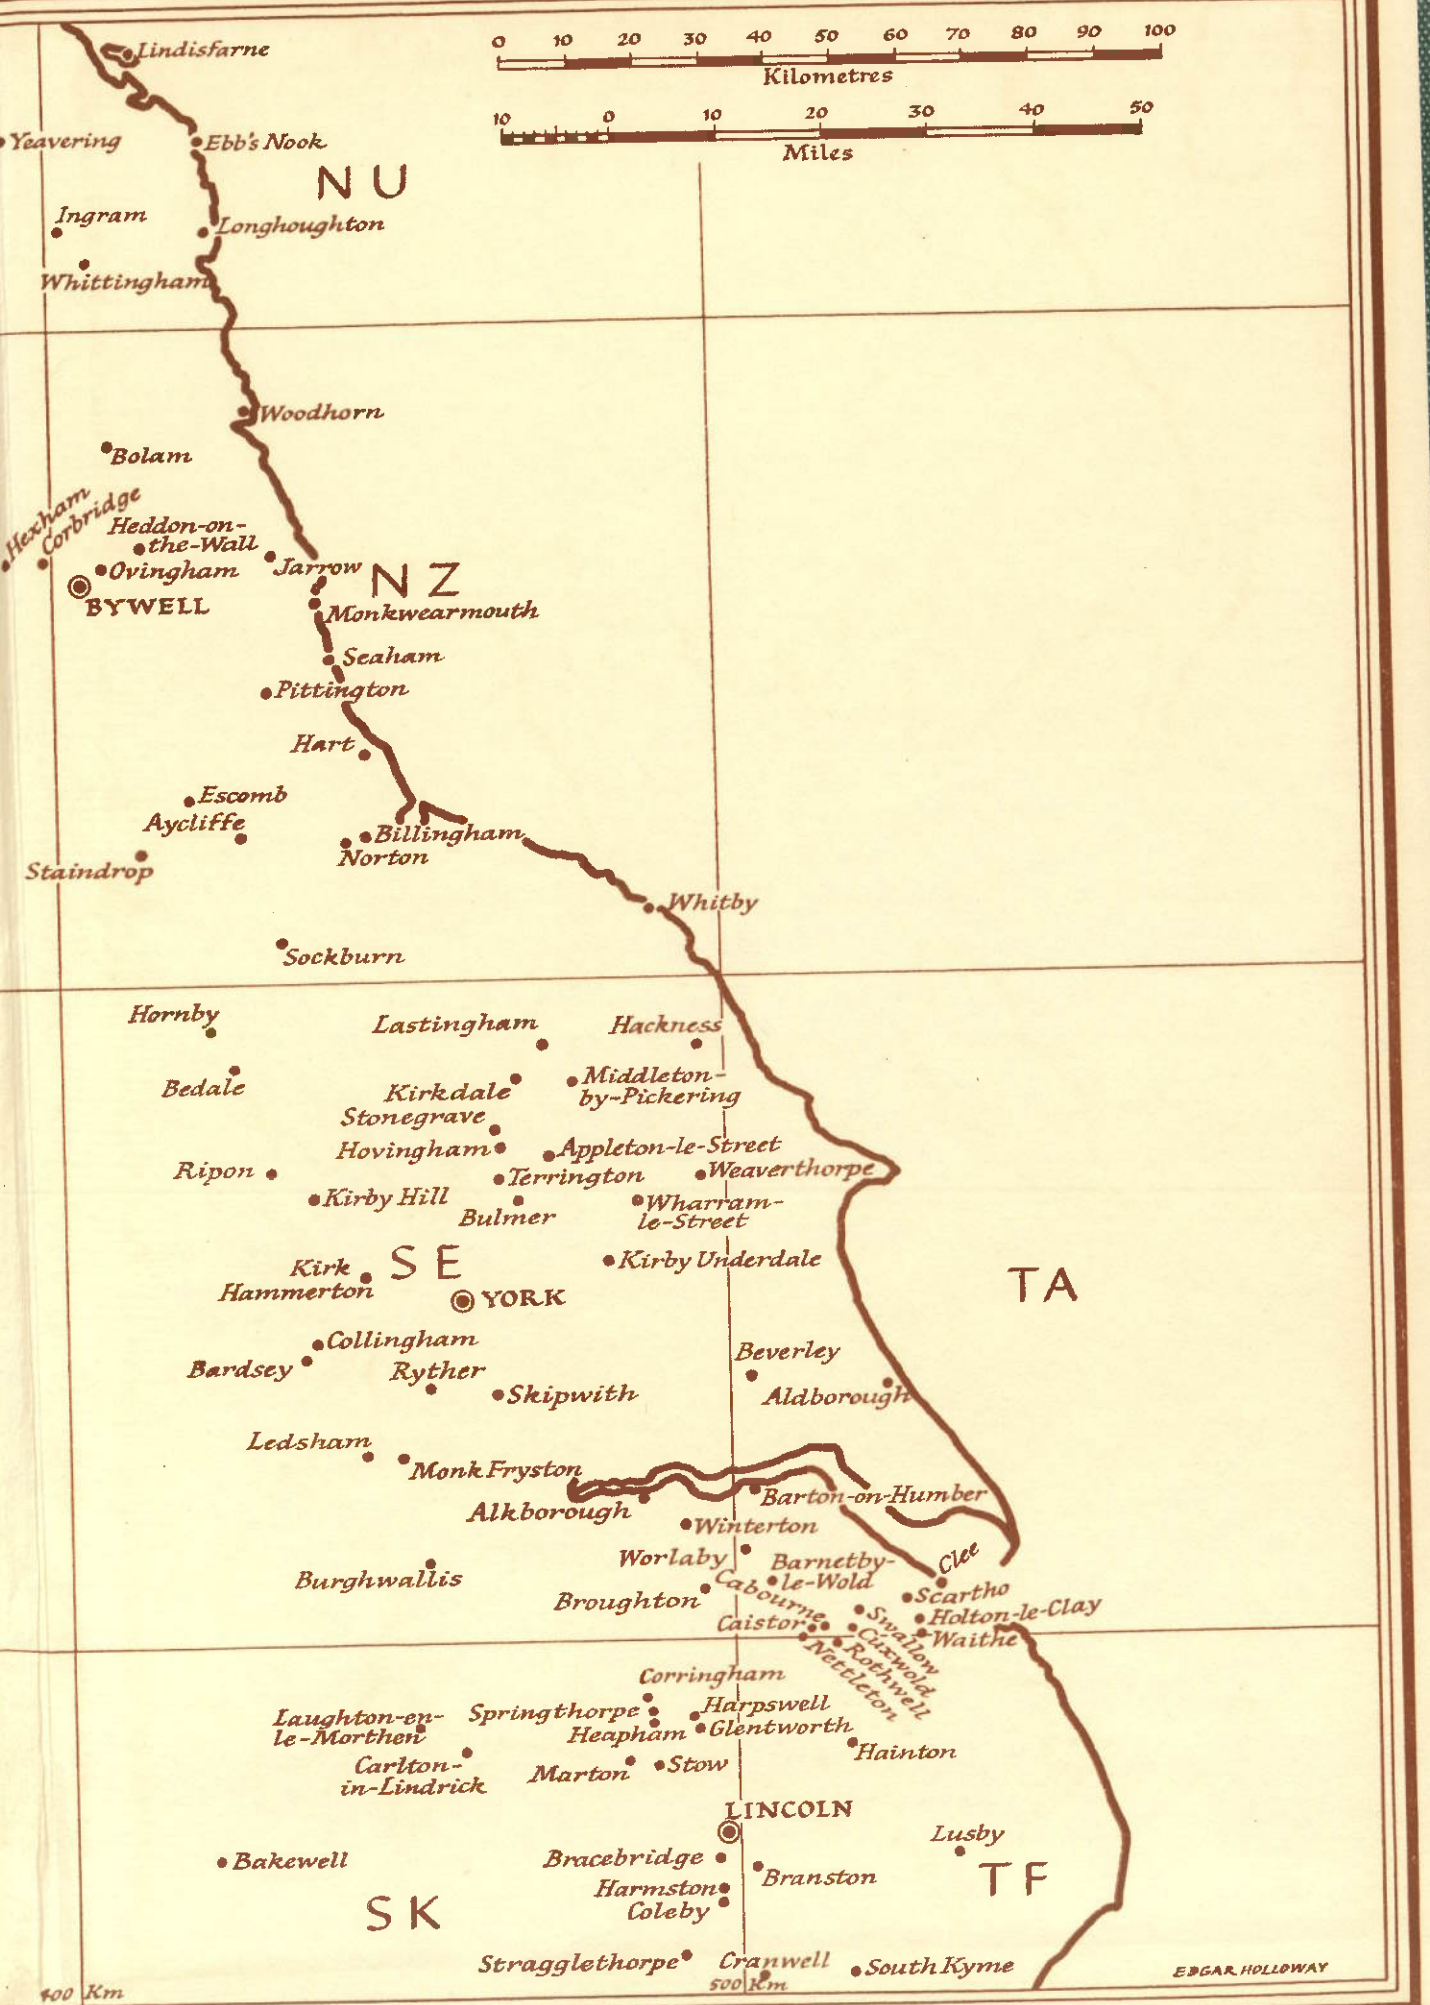 Lindisfarne
0 10 20 30 40 50 60 70 80 90 100
Kilometres
10 0 10 20 30 40 50
Miles
Yeavering
Ebb's Nook
NU
Ingram
Longhoughton
Whittingham
Woodhorn
Bolam
Hexham
Corbridge
Heddon-on-
the-Wall
Ovingham
Jarrow
NZ
BYWELL
Monkwearmouth
Seaham
Pittington
Hart
Escomb
Aycliffe
Billingham
Norton
Staindrop
Whitby
Sockburn
Hornby
Lastingham
Hackness
Bedale
Kirkdale
Middleton-
by-Pickering
Stonegrave
Hovingham
Appleton-le-Street
Ripon
Terrington
Weaverthorpe
Kirby Hill
Bulmer
Wharram-
le-Street
SE
Kirby Underdale
Kirk
Hammerton
YORK
TA
Collingham
Bardsey
Ryther
Skipwith
Beverley
Aldborough
Ledsham
Monk Fryston
Alkborough
Barton-on-Humber
Winterton
Worlaby
Barnetby-
le-Wold
Clee
Burghwallis
Broughton
Cabourne
Scartho
Holton-le-Clay
Caistor
Swallow
Waithe
Cuxwold
Rothwell
Nettleton
Corringham
Laughton-en-
le-Morthen
Springthorpe
Harpswell
Heapham
Glentworth
Carlton-
in-Lindrick
Marton
Stow
Hainton
LINCOLN
Lusby
Bakewell
Bracebridge
Branston
TF
Harmston
Coleby
SK
Stragglethorpe
Cranwell
South Kyme
400 Km
500 Km
EDGAR HOLLOWAY